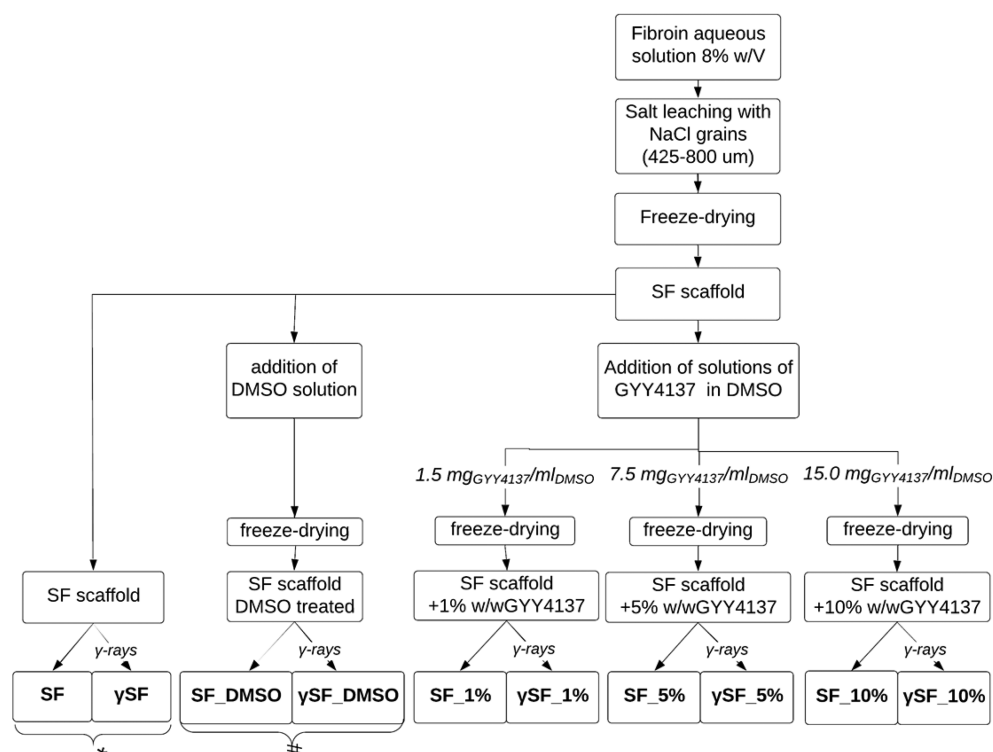 Fibroin aqueous
solution 8% w/V
Salt leaching with
NaCl grains
(425-800 um)
Freeze-drying
SF scaffold
addition of
DMSO solution
Addition of solutions of
GYY4137 in DMSO
1.5 mgGYY4137/mlDMSO
7.5 mgGYY4137/mlDMSO
15.0 mgGYY4137/mlDMSO
freeze-drying
freeze-drying
freeze-drying
freeze-drying
SF scaffold
SF scaffold
DMSO treated
SF scaffold
+1% w/wGYY4137
SF scaffold
+5% w/wGYY4137
SF scaffold
+10% w/wGYY4137
γ-rays
γ-rays
γ-rays
γ-rays
γ-rays
SF
γSF
SF_DMSO
γSF_DMSO
SF_1%
γSF_1%
SF_5%
γSF_5%
SF_10%
γSF_10%
*
#